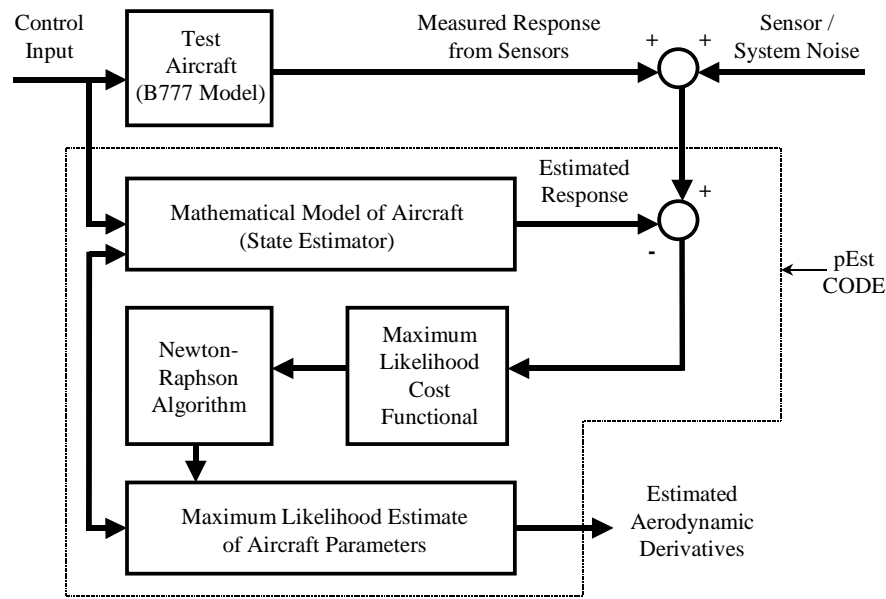 Control
Input
Test
Aircraft
(B777 Model)
Measured Response
from Sensors
+
+
Sensor /
System Noise
Mathematical Model of Aircraft
(State Estimator)
Estimated
Response
+
-
pEst
CODE
Newton-
Raphson
Algorithm
Maximum
Likelihood
Cost
Functional
Maximum Likelihood Estimate
of Aircraft Parameters
Estimated
Aerodynamic
Derivatives